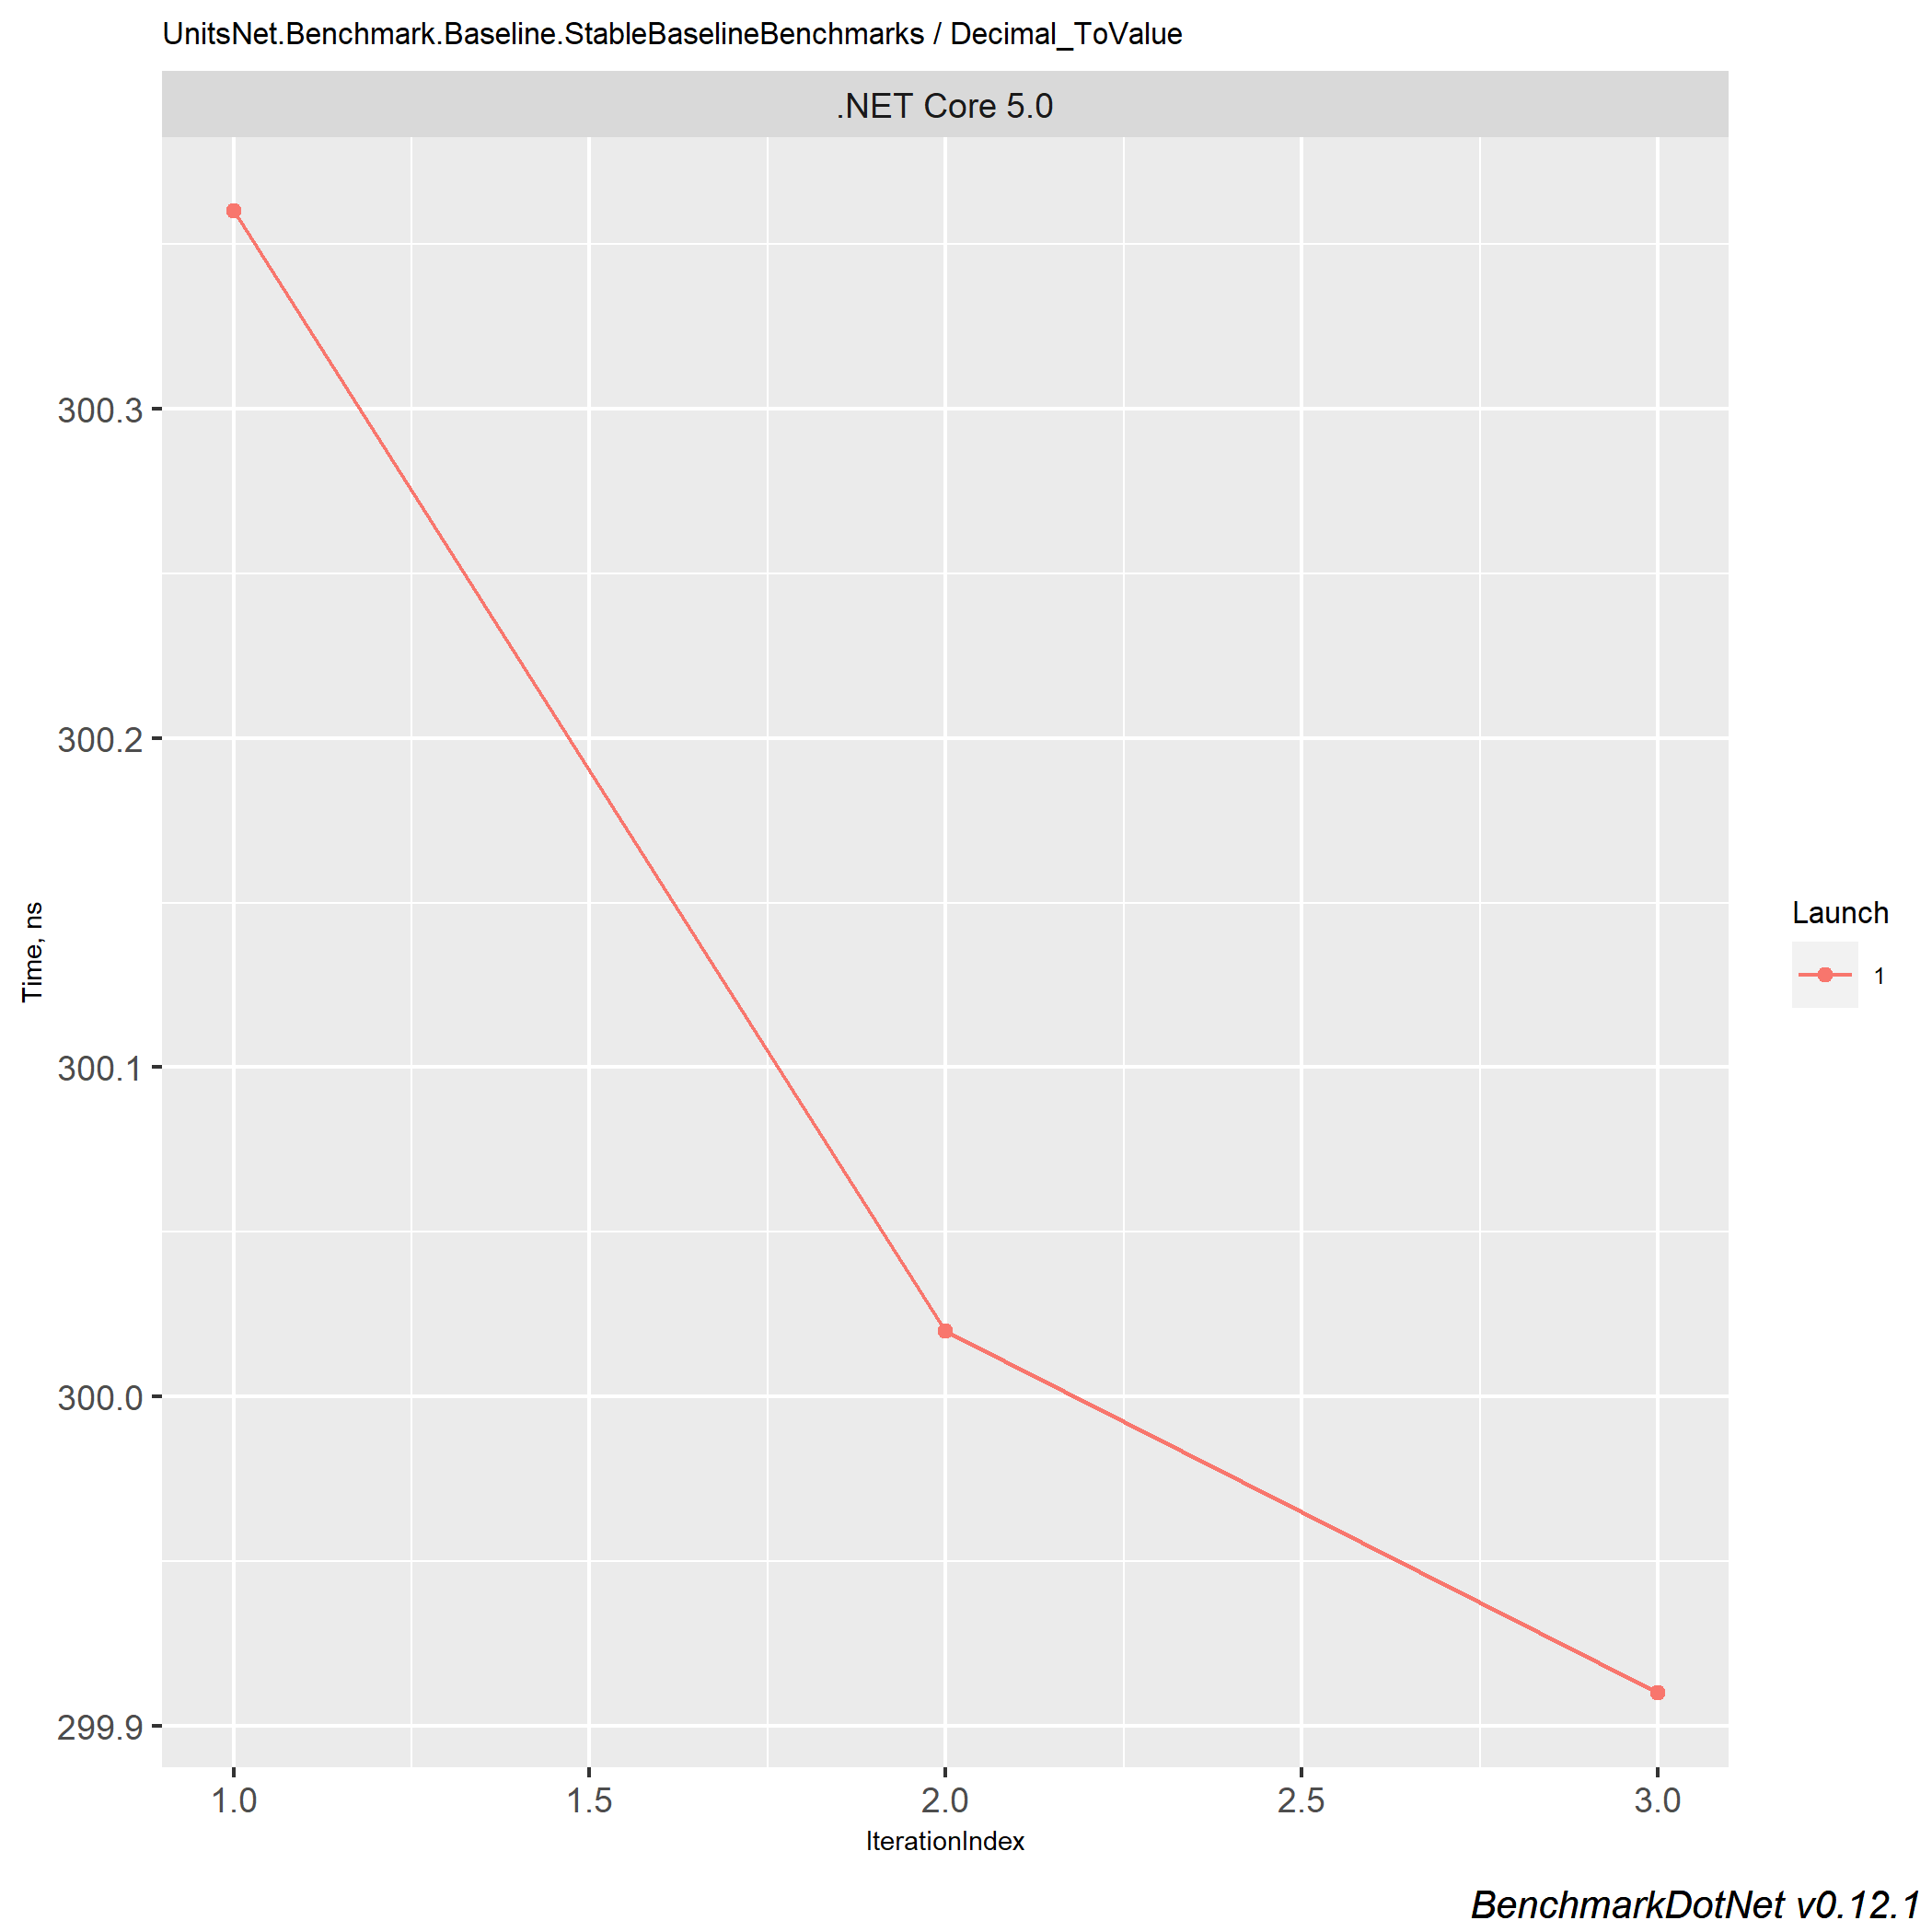 UnitsNet.Benchmark.Baseline.StableBaselineBenchmarks / Decimal_ToValue
.NET Core 5.0
Time, ns
300.3
300.2
300.1
300.0
299.9
1.0 1.5 2.0 2.5 3.0
IterationIndex
Launch
1
BenchmarkDotNet v0.12.1